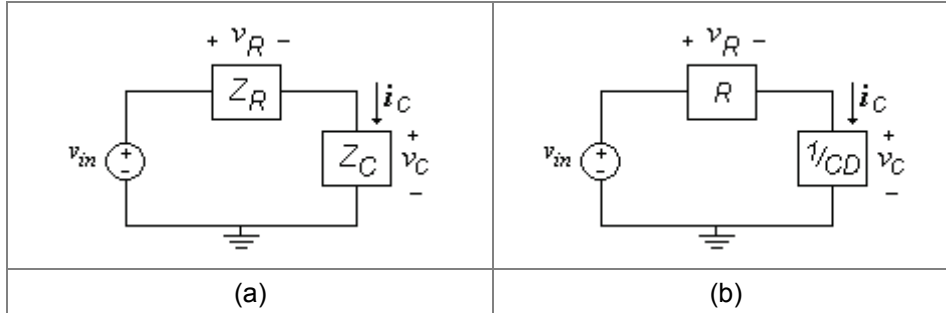 + v_R −
Z_R
i_C
v_in
+
−
Z_C
+
v_C
−
+ v_R −
R
i_C
v_in
+
−
1/CD
+
v_C
−
(a)
(b)